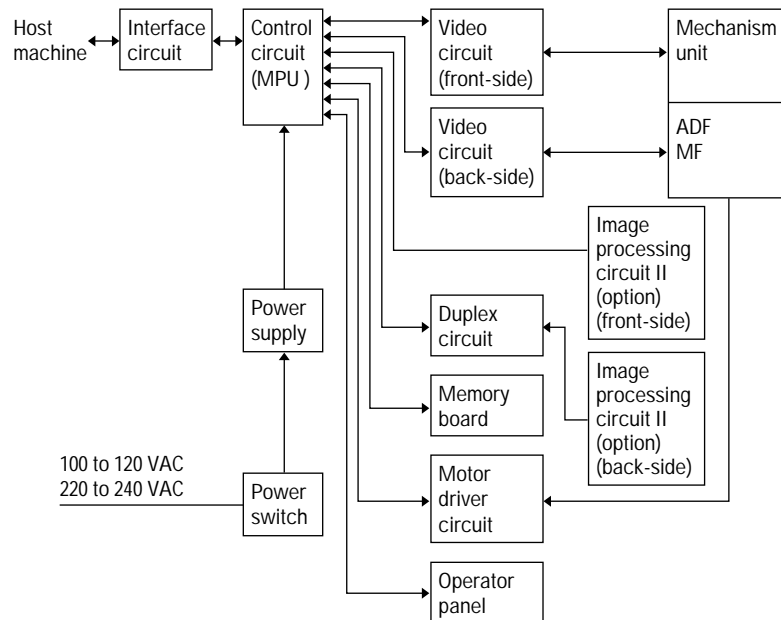 Host
machine
Interface
circuit
Control
circuit
(MPU )
Video
circuit
(front-side)
Mechanism
unit
Video
circuit
(back-side)
ADF
MF
Image
processing
circuit II
(option)
(front-side)
Power
supply
Duplex
circuit
Image
processing
circuit II
(option)
(back-side)
Memory
board
100 to 120 VAC
220 to 240 VAC
Power
switch
Motor
driver
circuit
Operator
panel